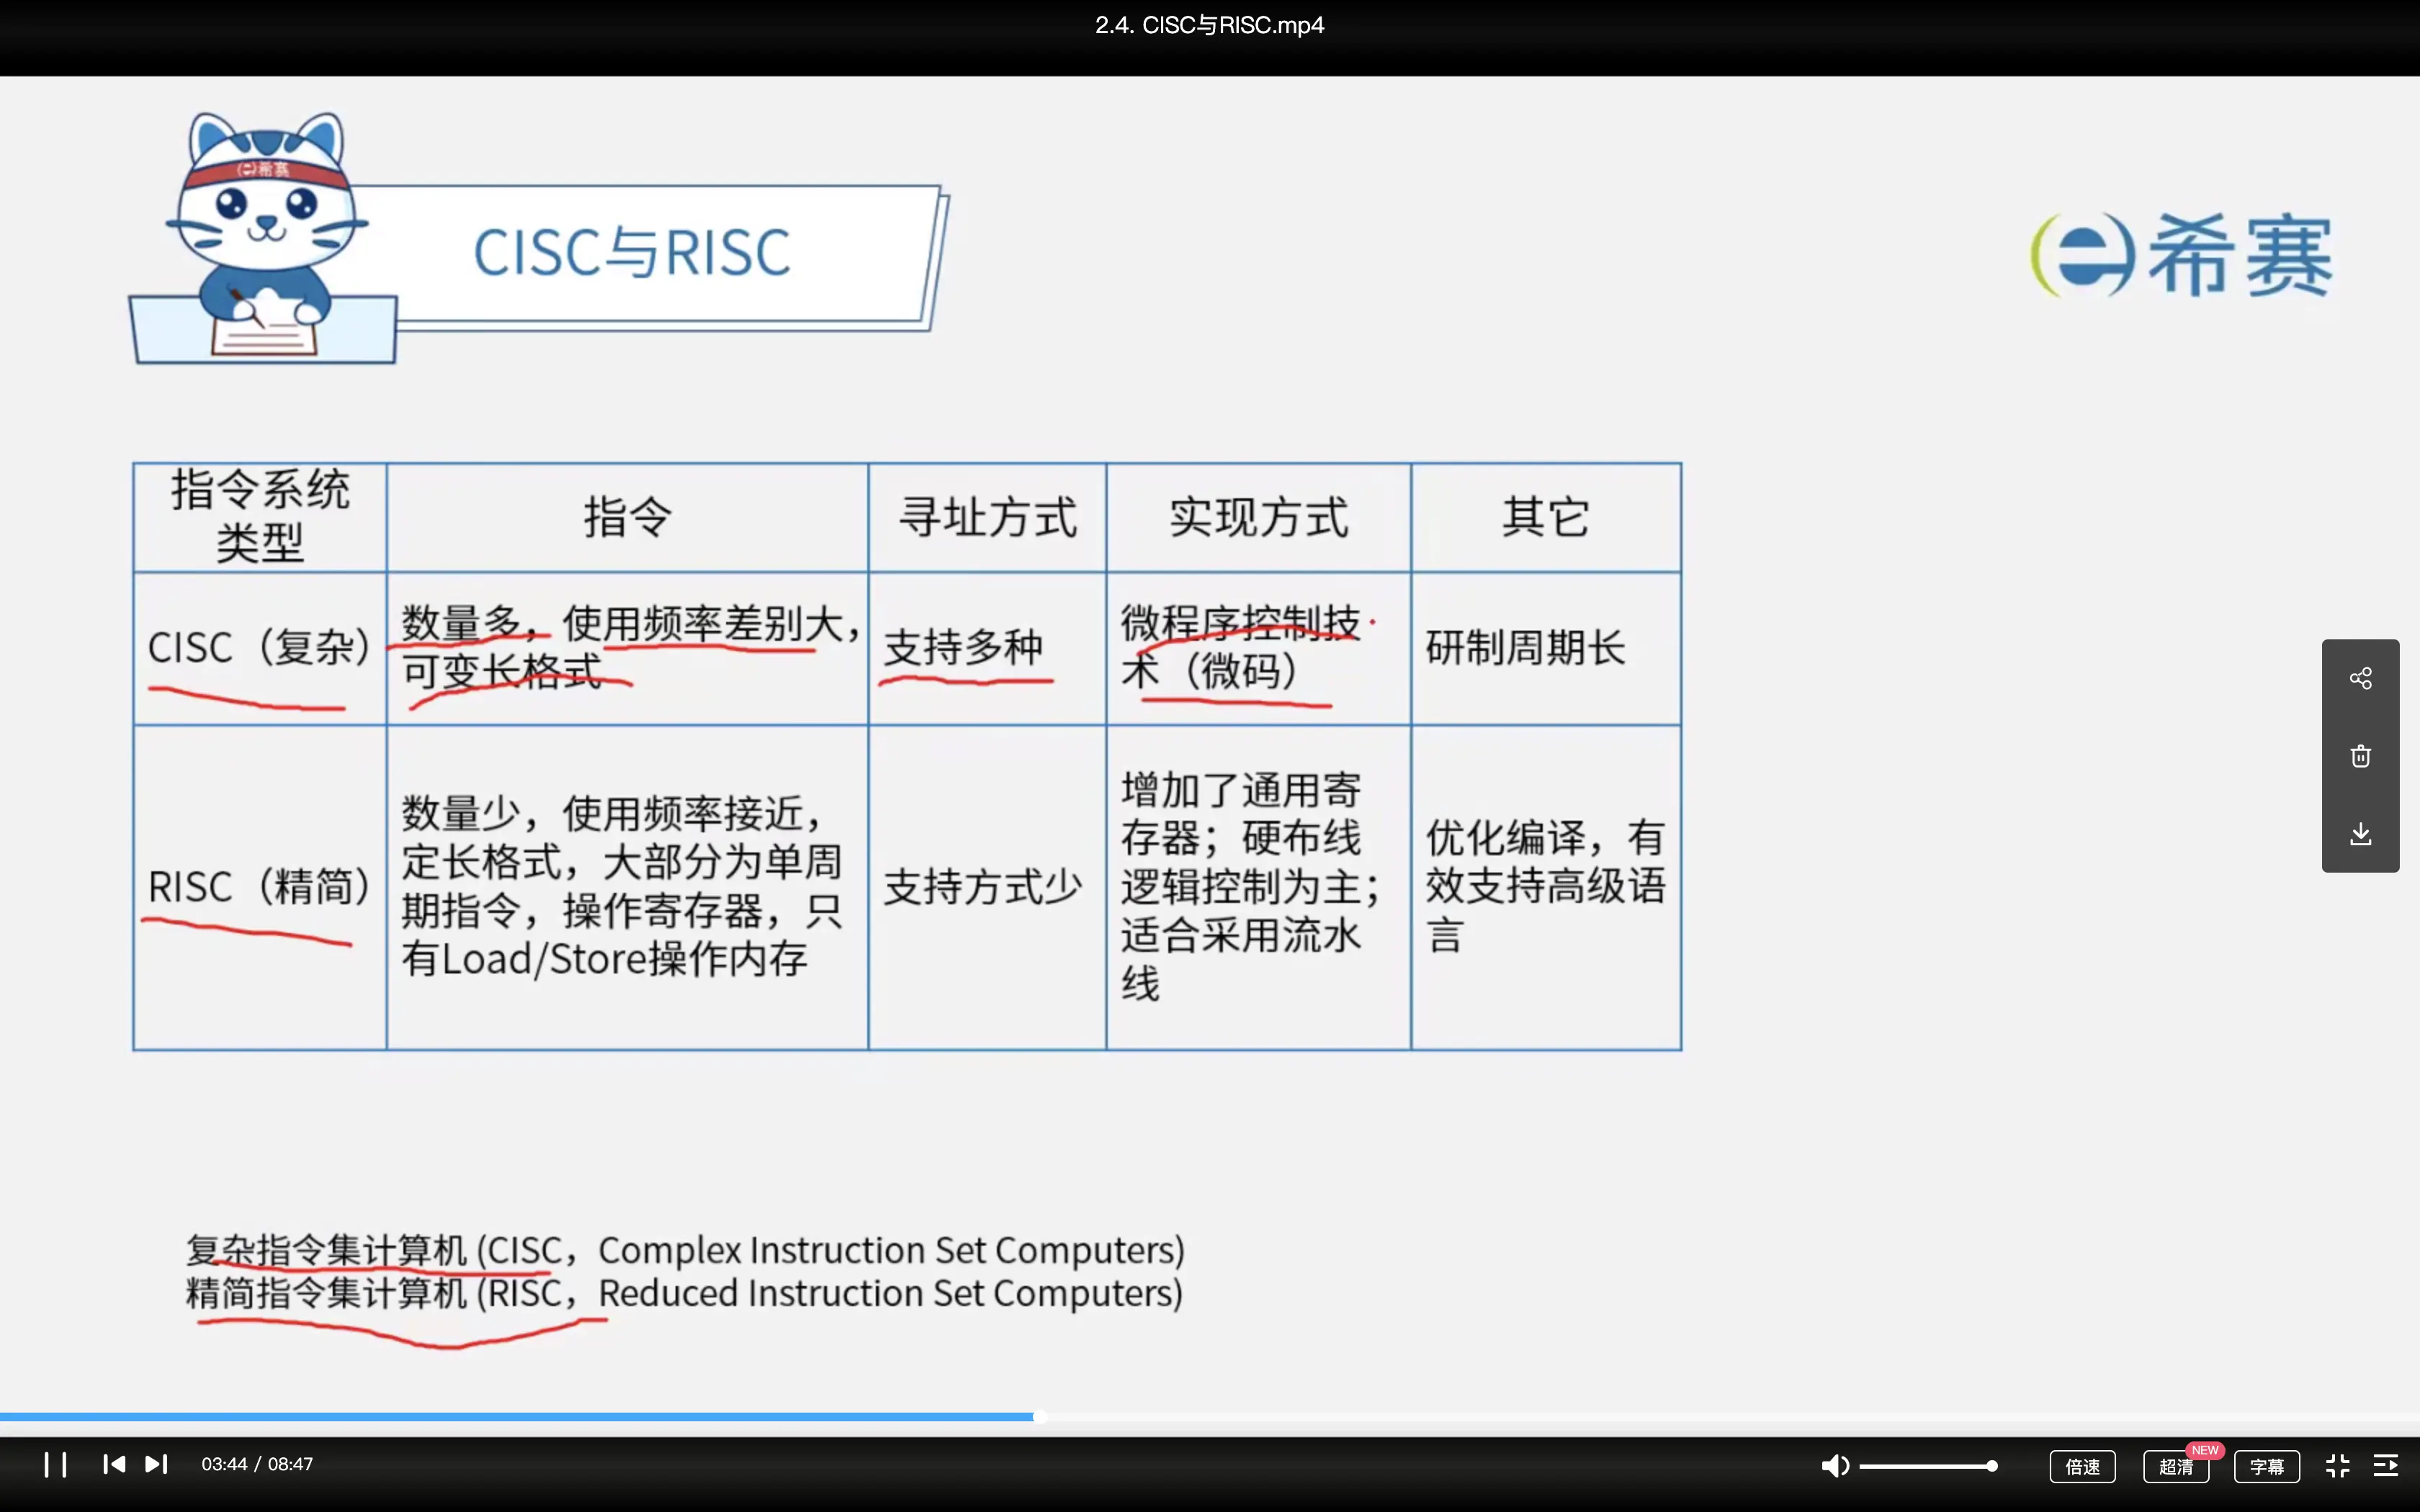 2.4. CISC与RISC.mp4
希赛
CISC与RISC
希赛
指令系统
类型
指令
寻址方式
实现方式
其它
CISC（复杂）
数量多，使用频率差别大，
可变长格式
支持多种
微程序控制技
术（微码）
研制周期长
RISC（精简）
数量少，使用频率接近，
定长格式，大部分为单周
期指令，操作寄存器，只
有Load/Store操作内存
支持方式少
增加了通用寄
存器；硬布线
逻辑控制为主；
适合采用流水
线
优化编译，有
效支持高级语
言
复杂指令集计算机 (CISC，Complex Instruction Set Computers)
精简指令集计算机 (RISC，Reduced Instruction Set Computers)
03:44 / 08:47
倍速
超清
NEW
字幕